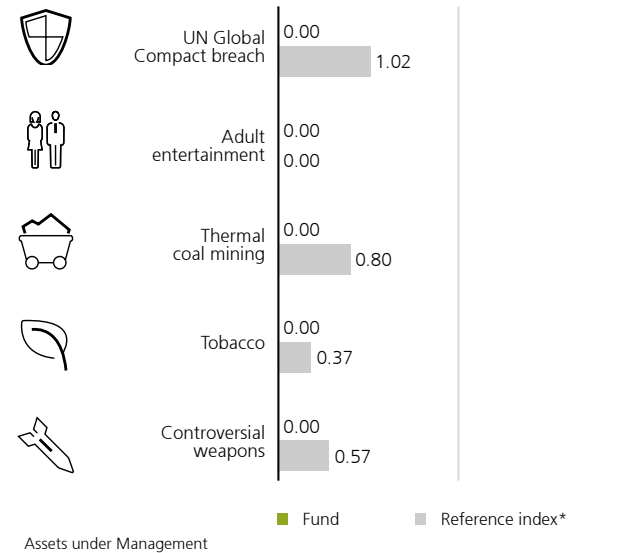 UN Global
Compact breach
0.00
1.02
Adult
entertainment
0.00
0.00
Thermal
coal mining
0.00
0.80
Tobacco
0.00
0.37
Controversial
weapons
0.00
0.57
Fund
Reference index*
Assets under Management